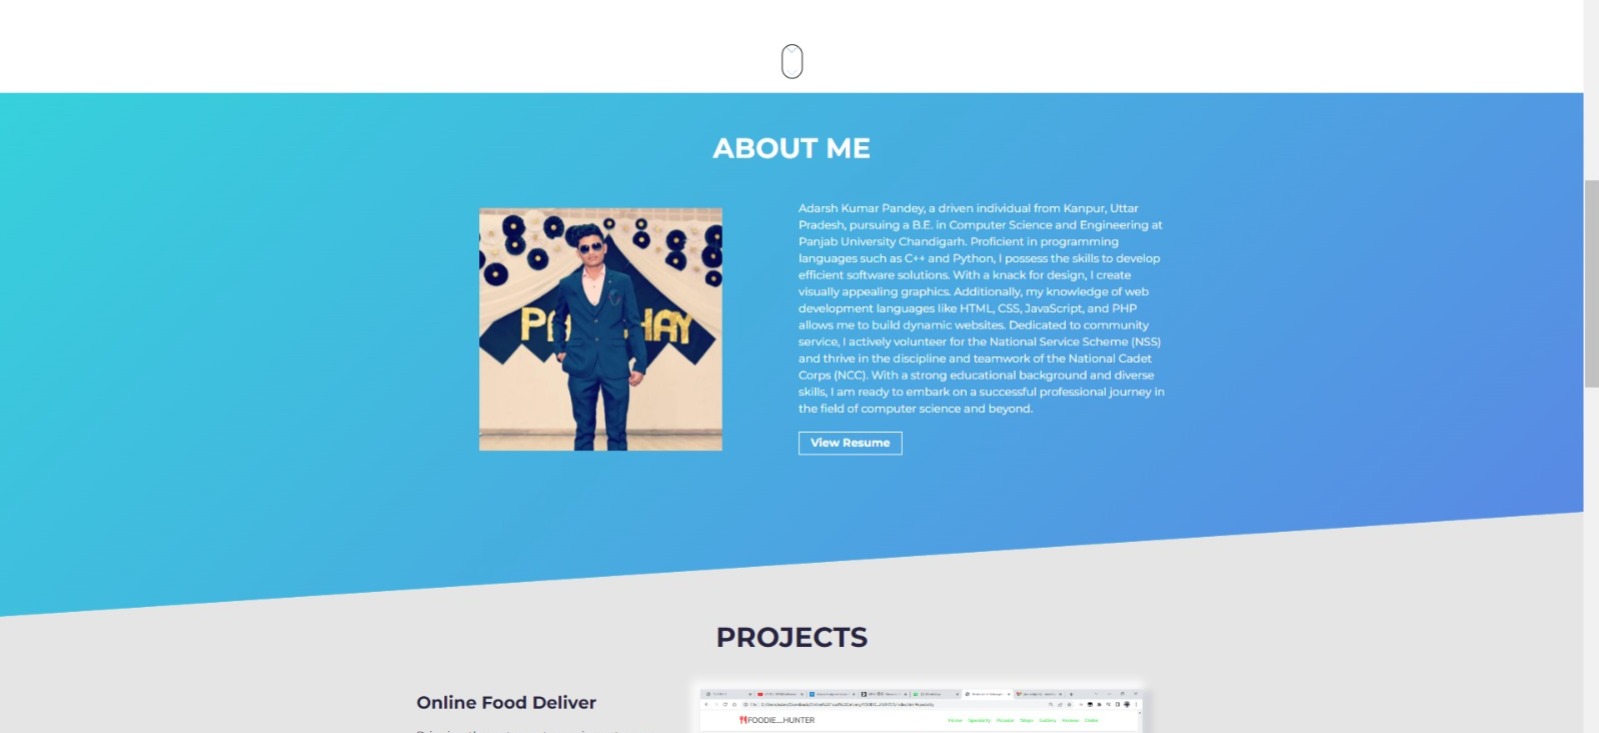 ABOUT ME
Adarsh Kumar Pandey, a driven individual from Kanpur, Uttar
Pradesh, pursuing a B.E. in Computer Science and Engineering at
Panjab University Chandigarh. Proficient in programming
languages such as C++ and Python, I possess the skills to develop
efficient software solutions. With a knack for design, I create
visually appealing graphics. Additionally, my knowledge of web
development languages like HTML, CSS, JavaScript, and PHP
allows me to build dynamic websites. Dedicated to community
service, I actively volunteer for the National Service Scheme (NSS)
and thrive in the discipline and teamwork of the National Cadet
Corps (NCC). With a strong educational background and diverse
skills, I am ready to embark on a successful professional journey in
the field of computer science and beyond.
View Resume
PROJECTS
Online Food Deliver
FOODIE__HUNTER